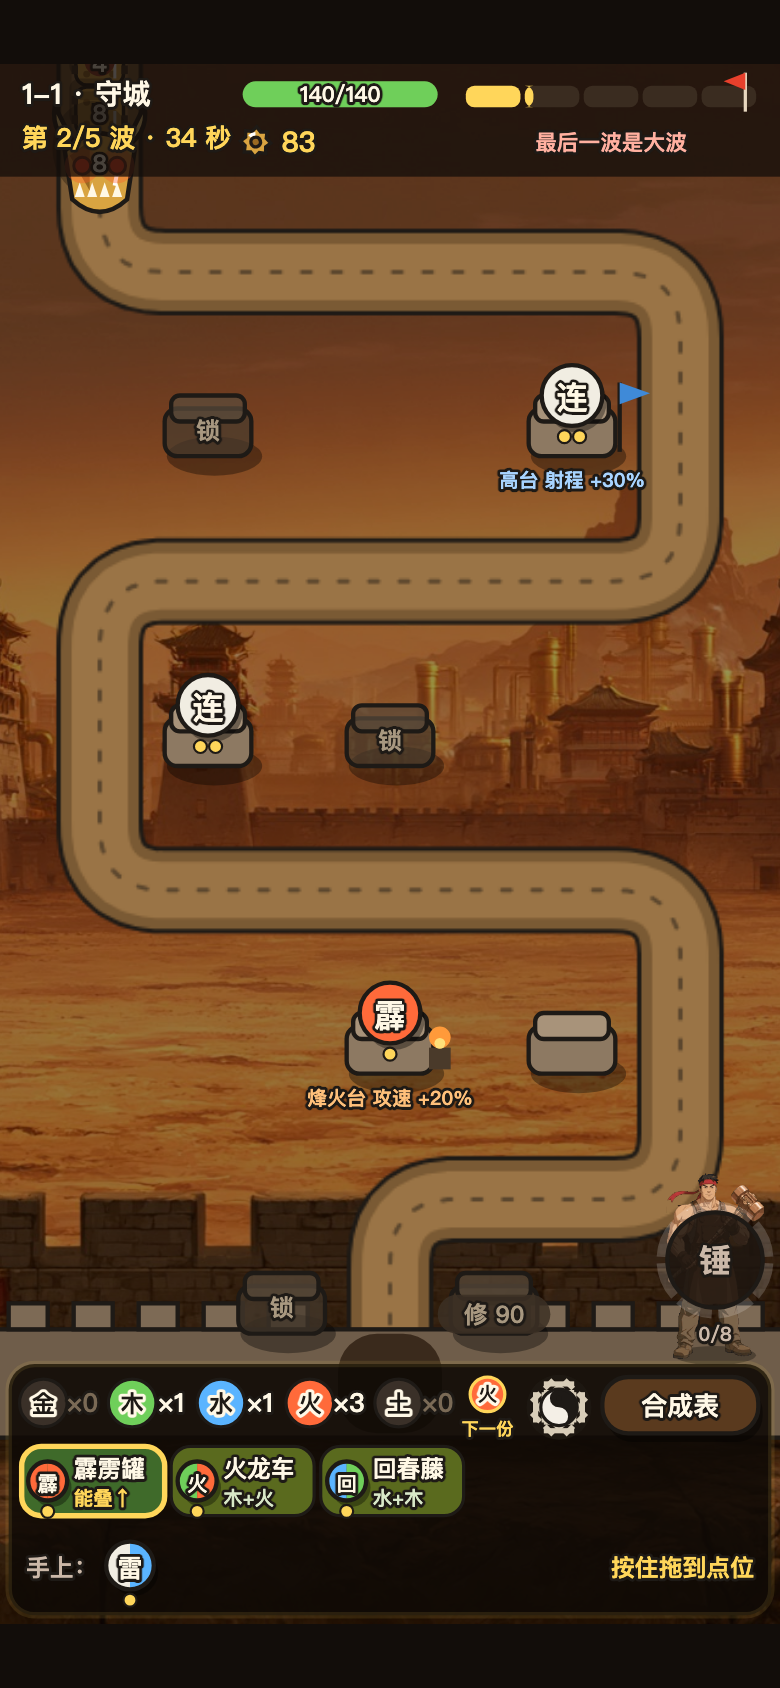 4
8
8
1-1 · 守城
140/140
第 2/5 波 · 34 秒
83
最后一波是大波
锁
连
高台 射程 +30%
连
锁
霹
烽火台 攻速 +20%
锤
0/8
锁
修 90
金 ×0
木 ×1
水 ×1
火 ×3
土 ×0
火
下一份
合成表
霹 霹雳罐
能叠↑
火 火龙车
木+火
回 回春藤
水+木
手上：
雷
按住拖到点位